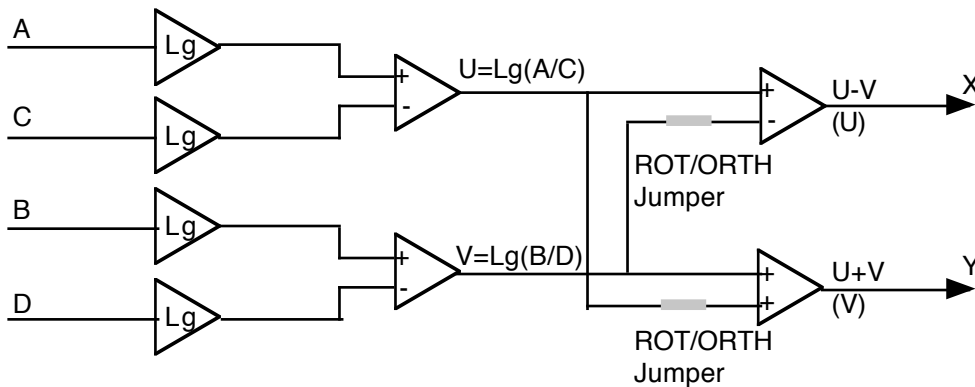 A
Lg
+
-
U=Lg(A/C)
+
-
U-V
(U)
X
C
Lg
ROT/ORTH
Jumper
B
Lg
+
-
V=Lg(B/D)
+
+
U+V
(V)
Y
D
Lg
ROT/ORTH
Jumper